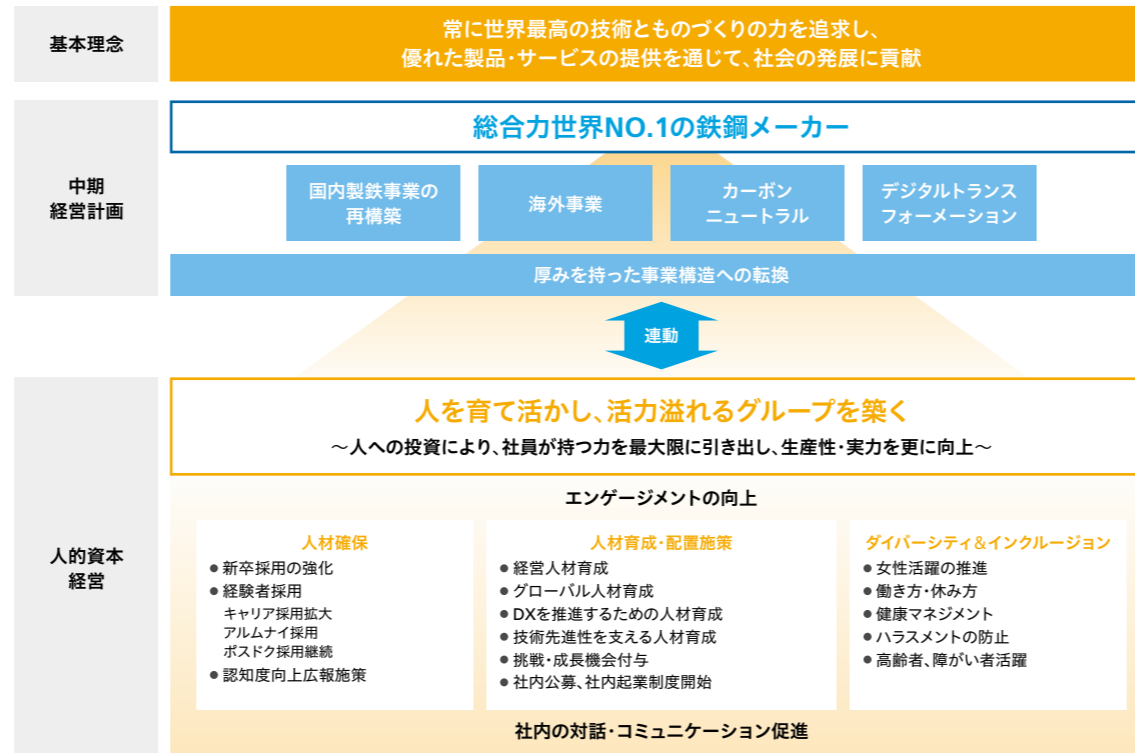 基本理念
常に世界最高の技術とものづくりの力を追求し、
優れた製品・サービスの提供を通じて、社会の発展に貢献
中期
経営計画
総合力世界NO.1の鉄鋼メーカー
国内製鉄事業の
再構築
海外事業
カーボン
ニュートラル
デジタルトランス
フォーメーション
厚みを持った事業構造への転換
連動
人的資本
経営
人を育て活かし、活力溢れるグループを築く
～人への投資により、社員が持つ力を最大限に引き出し、生産性・実力を更に向上～
エンゲージメントの向上
人材確保
● 新卒採用の強化
● 経験者採用
キャリア採用拡大
アルムナイ採用
ポスドク採用継続
● 認知度向上広報施策
人材育成・配置施策
● 経営人材育成
● グローバル人材育成
● DXを推進するための人材育成
● 技術先進性を支える人材育成
● 挑戦・成長機会付与
● 社内公募、社内起業制度開始
ダイバーシティ＆インクルージョン
● 女性活躍の推進
● 働き方・休み方
● 健康マネジメント
● ハラスメントの防止
● 高齢者、障がい者活躍
社内の対話・コミュニケーション促進